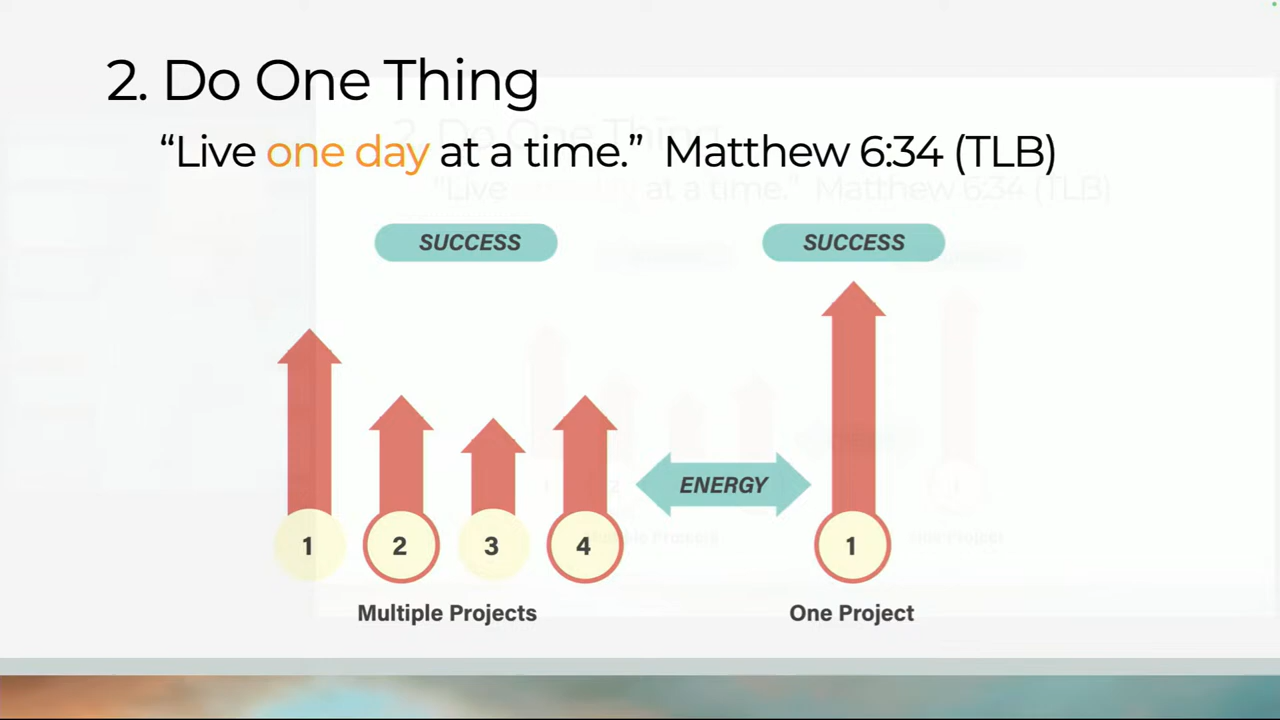 2. Do One Thing
“Live one day at a time.” Matthew 6:34 (TLB)
SUCCESS SUCCESS
ENERGY
1 2 3 4 1
Multiple Projects One Project